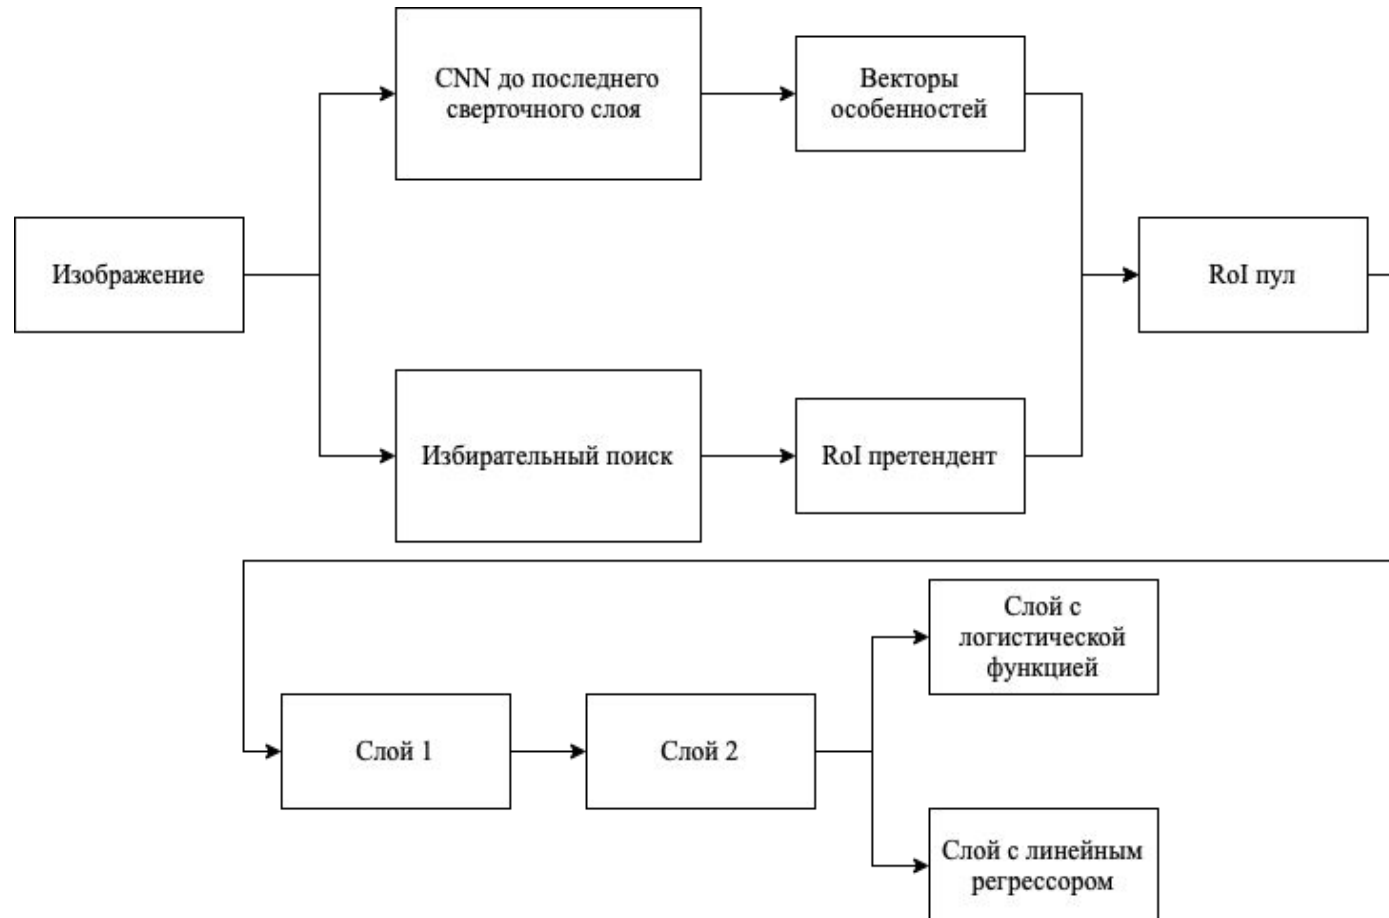 CNN до последнего
сверточного слоя
Векторы
особенностей
Изображение
RoI пул
Избирательный поиск
RoI претендент
Слой с
логистической
функцией
Слой 1
Слой 2
Слой с линейным
регрессором